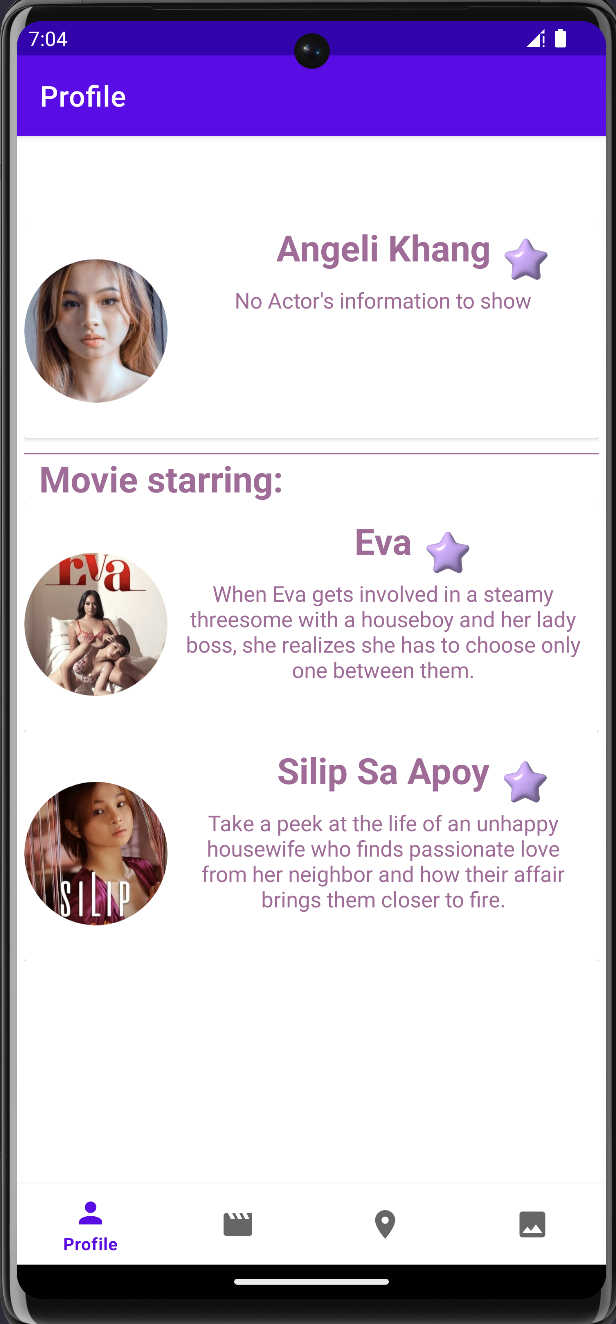 7:04
Profile
Angeli Khang
No Actor's information to show
Movie starring:
Eva
Eva
When Eva gets involved in a steamy
threesome with a houseboy and her lady
boss, she realizes she has to choose only
one between them.
Silip Sa Apoy
SILIP
Take a peek at the life of an unhappy
housewife who finds passionate love
from her neighbor and how their affair
brings them closer to fire.
Profile